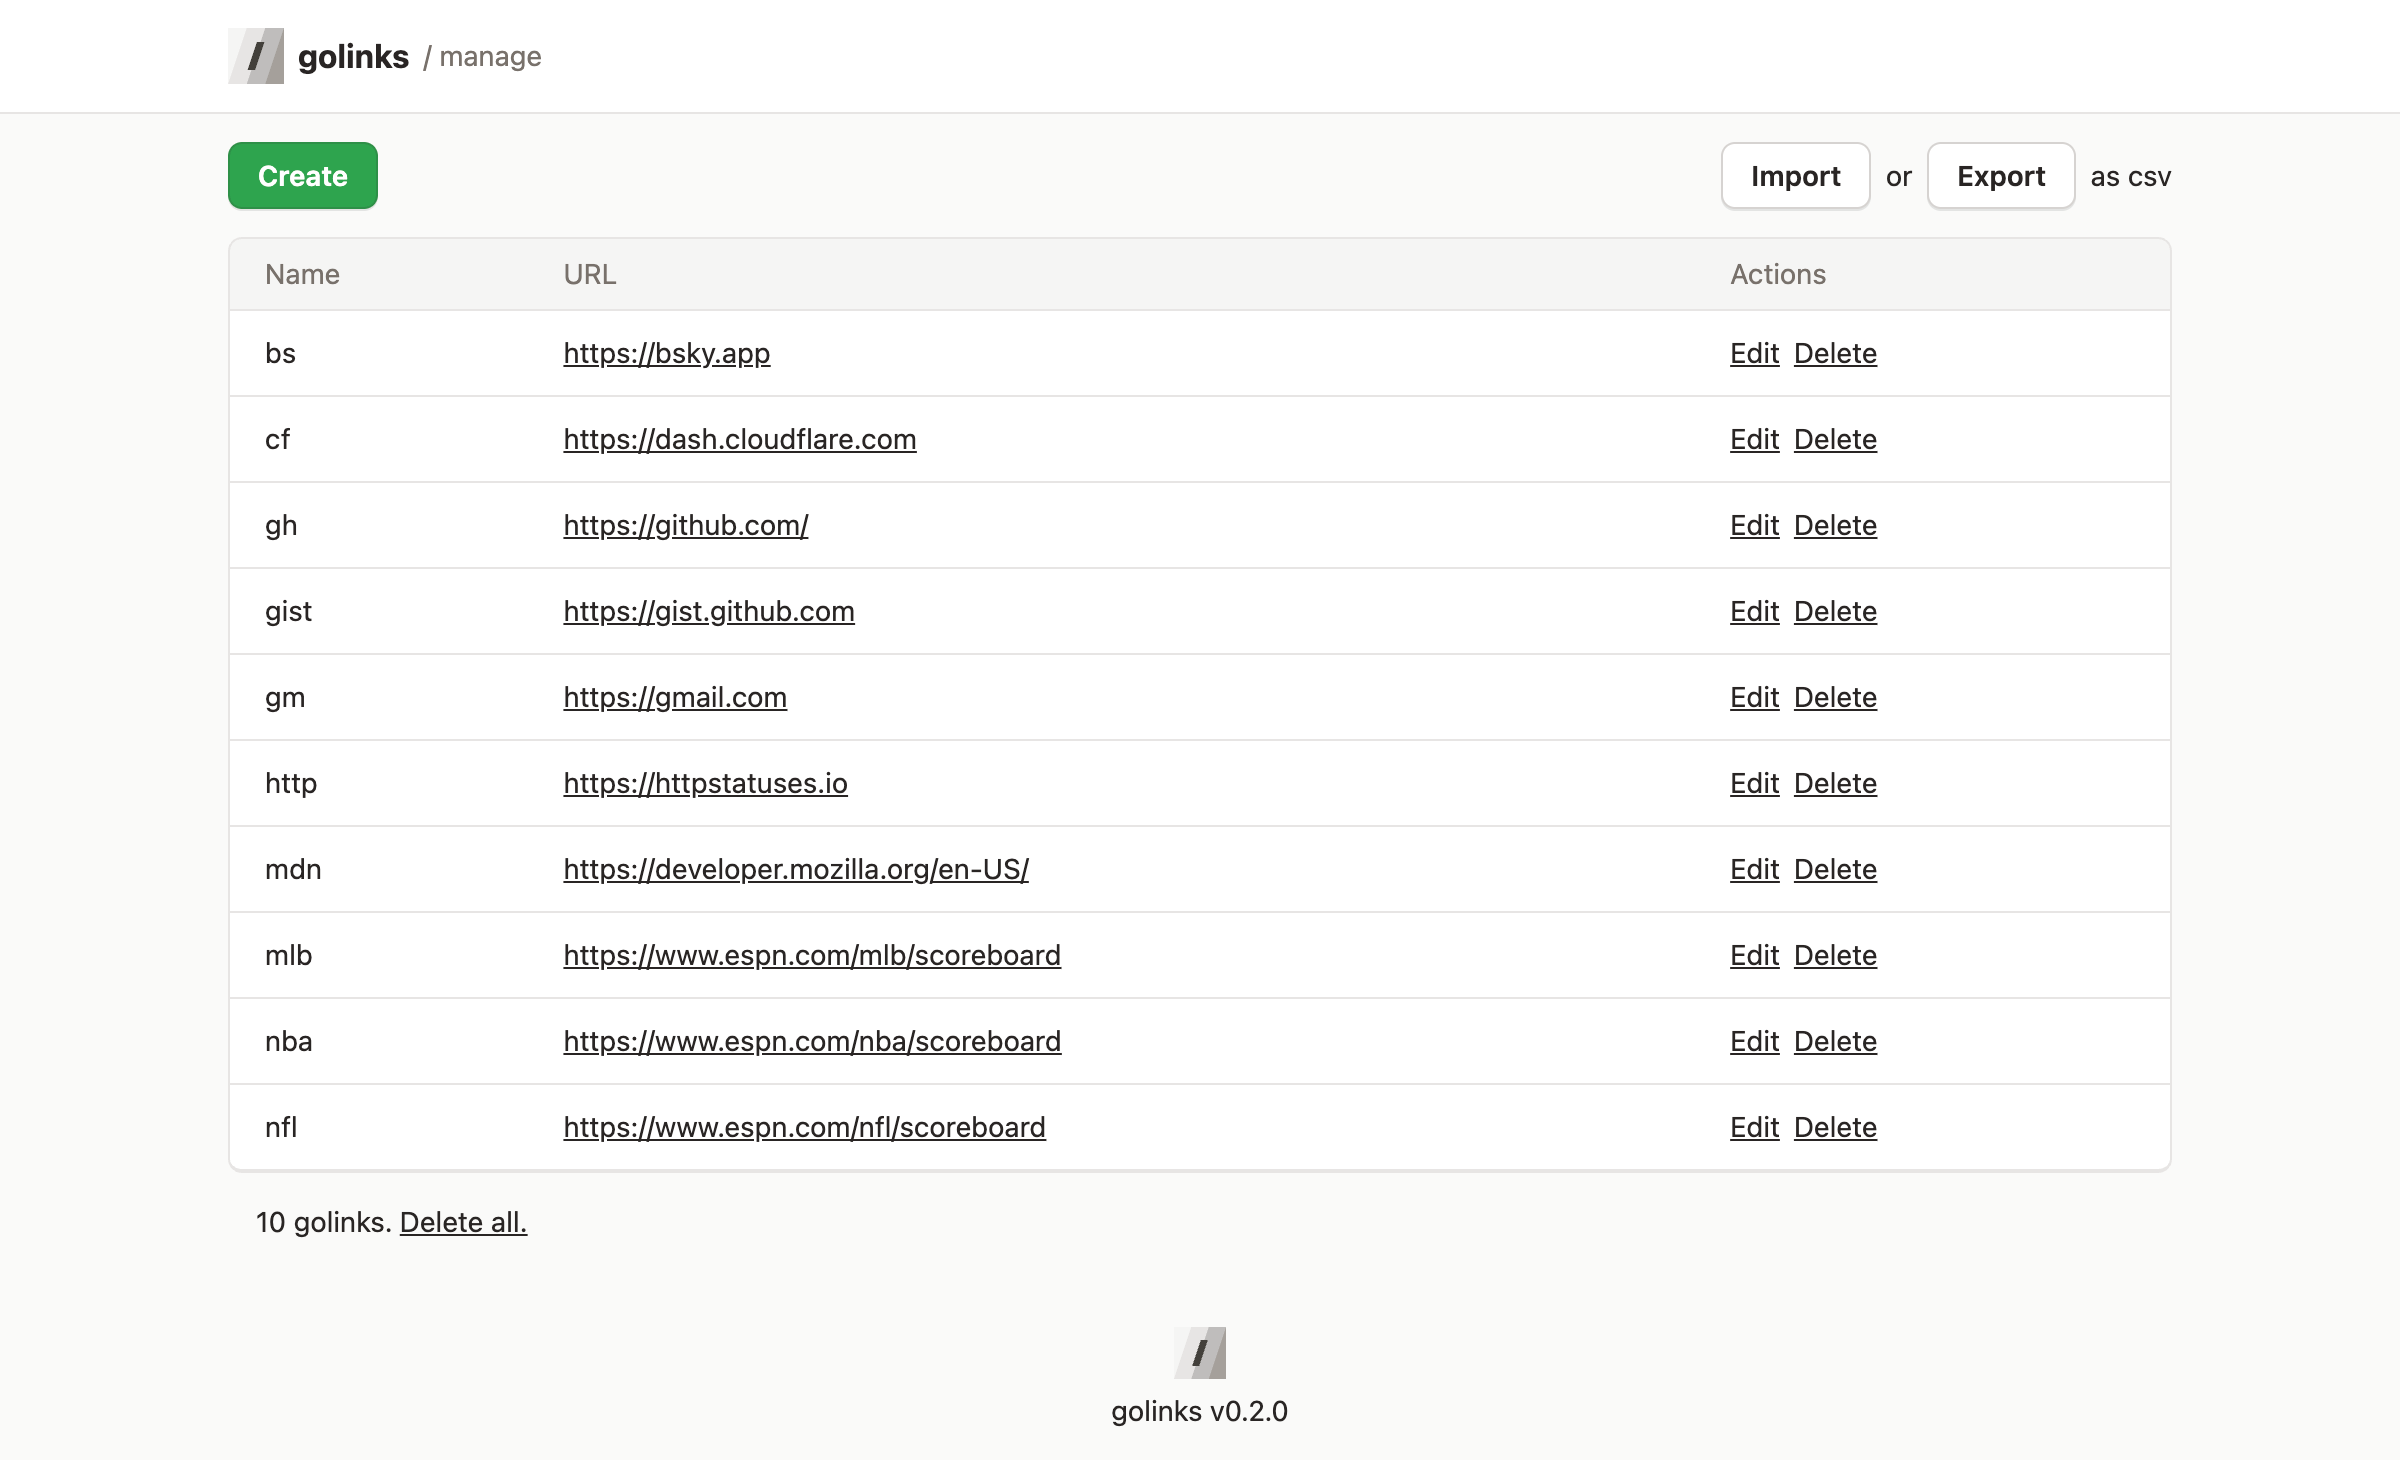 golinks / manage
Create Import or Export as csv
Name URL Actions
bs https://bsky.app Edit Delete
cf https://dash.cloudflare.com Edit Delete
gh https://github.com/ Edit Delete
gist https://gist.github.com Edit Delete
gm https://gmail.com Edit Delete
http https://httpstatuses.io Edit Delete
mdn https://developer.mozilla.org/en-US/ Edit Delete
mlb https://www.espn.com/mlb/scoreboard Edit Delete
nba https://www.espn.com/nba/scoreboard Edit Delete
nfl https://www.espn.com/nfl/scoreboard Edit Delete
10 golinks. Delete all.
golinks v0.2.0